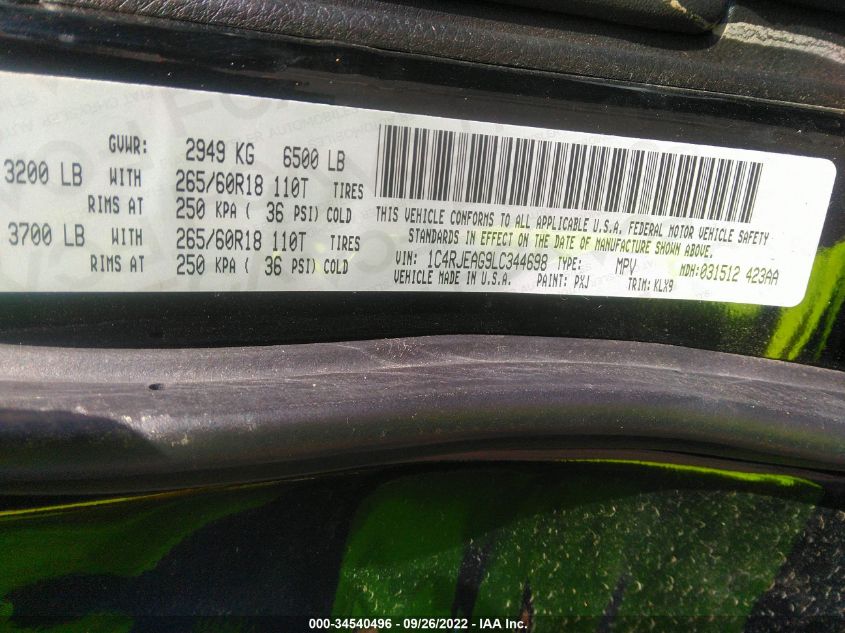 GVWR: 2949 KG 6500 LB
3200 LB WITH 265/60R18 110T TIRES
RIMS AT 250 KPA ( 36 PSI) COLD
3700 LB WITH 265/60R18 110T TIRES
RIMS AT 250 KPA ( 36 PSI) COLD
THIS VEHICLE CONFORMS TO ALL APPLICABLE U.S.A. FEDERAL MOTOR VEHICLE SAFETY
STANDARDS IN EFFECT ON THE DATE OF MANUFACTURE SHOWN ABOVE.
VIN: 1C4RJEAG9LC344698 TYPE: MPV MDH: 031512 423AA
VEHICLE MADE IN U.S.A. PAINT: PXJ TRIM: KLX9
000-34540496 - 09/26/2022 - IAA Inc.